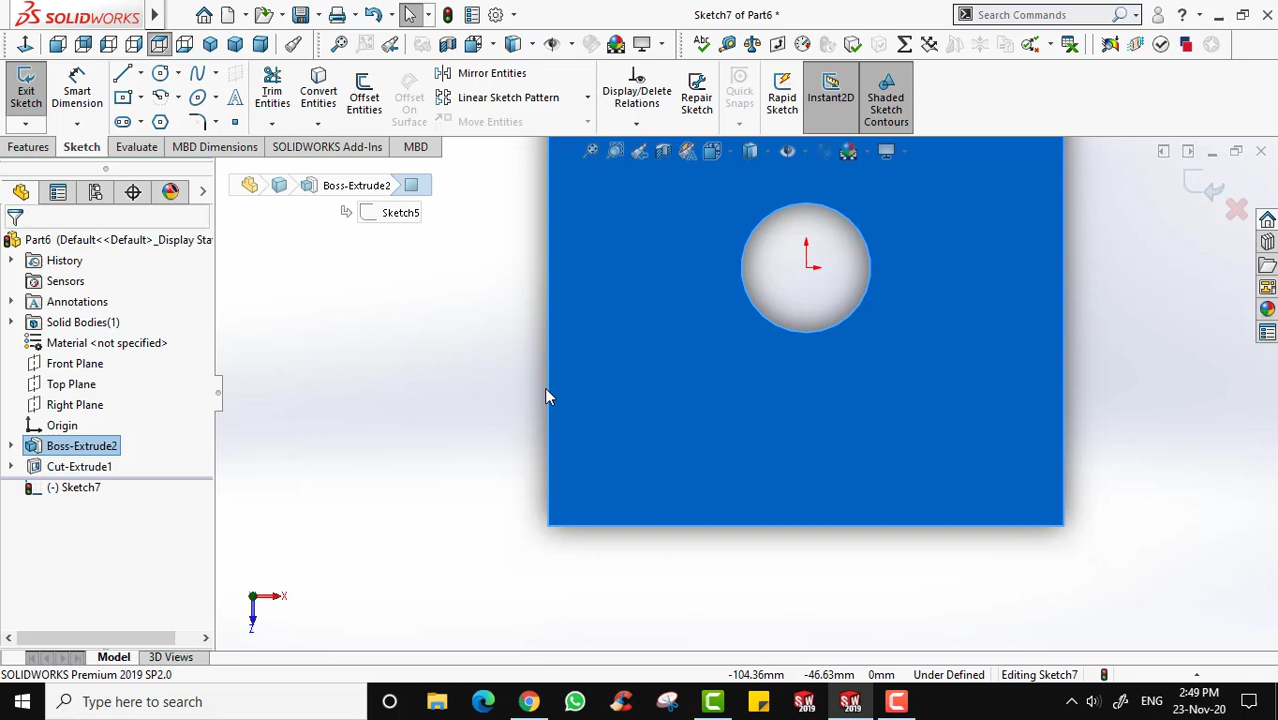 SOLIDWORKS
Sketch7 of Part6 *
Search Commands
Exit Sketch
Smart Dimension
Trim Entities
Convert Entities
Offset Entities
Offset On Surface
Mirror Entities
Linear Sketch Pattern
Move Entities
Display/Delete Relations
Repair Sketch
Quick Snaps
Rapid Sketch
Instant2D
Shaded Sketch Contours
Features
Sketch
Evaluate
MBD Dimensions
SOLIDWORKS Add-Ins
MBD
Boss-Extrude2
Sketch5
Part6 (Default<<Default>_Display Sta
History
Sensors
Annotations
Solid Bodies(1)
Material <not specified>
Front Plane
Top Plane
Right Plane
Origin
Boss-Extrude2
Cut-Extrude1
(-) Sketch7
X
Z
Model
3D Views
SOLIDWORKS Premium 2019 SP2.0
-104.36mm
-46.63mm
0mm
Under Defined
Editing Sketch7
Type here to search
ENG
2:49 PM
23-Nov-20